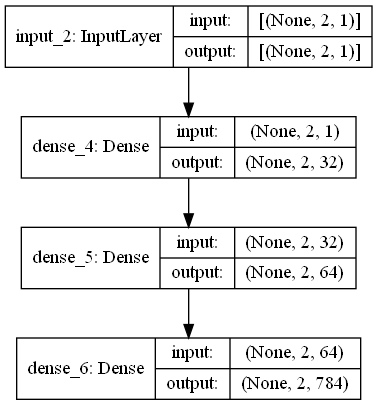 input_2: InputLayer
input:
[(None, 2, 1)]
output:
[(None, 2, 1)]
dense_4: Dense
input:
(None, 2, 1)
output:
(None, 2, 32)
dense_5: Dense
input:
(None, 2, 32)
output:
(None, 2, 64)
dense_6: Dense
input:
(None, 2, 64)
output:
(None, 2, 784)